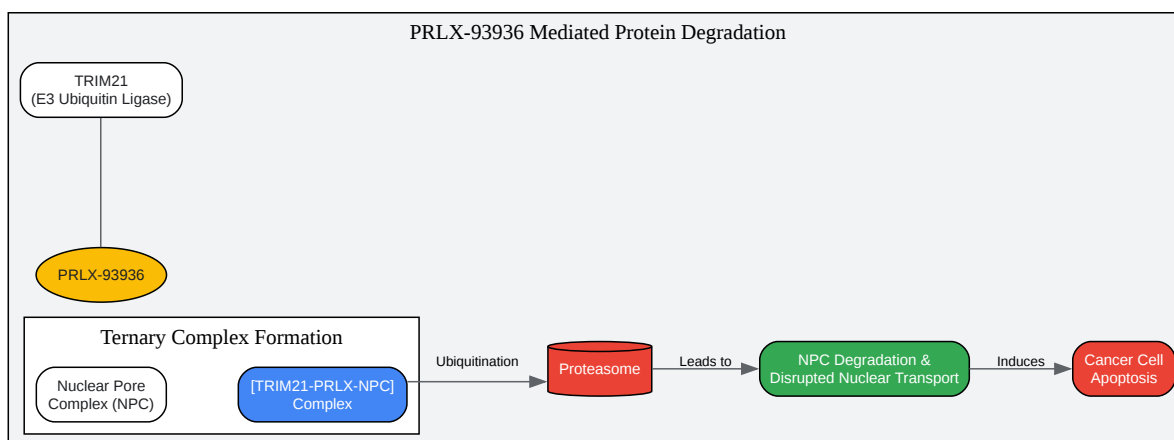 PRLX-93936 Mediated Protein Degradation
TRIM21
(E3 Ubiquitin Ligase)
PRLX-93936
Ternary Complex Formation
Nuclear Pore
Complex (NPC)
[TRIM21-PRLX-NPC]
Complex
Ubiquitination
Proteasome
Leads to
NPC Degradation &
Disrupted Nuclear Transport
Induces
Cancer Cell
Apoptosis